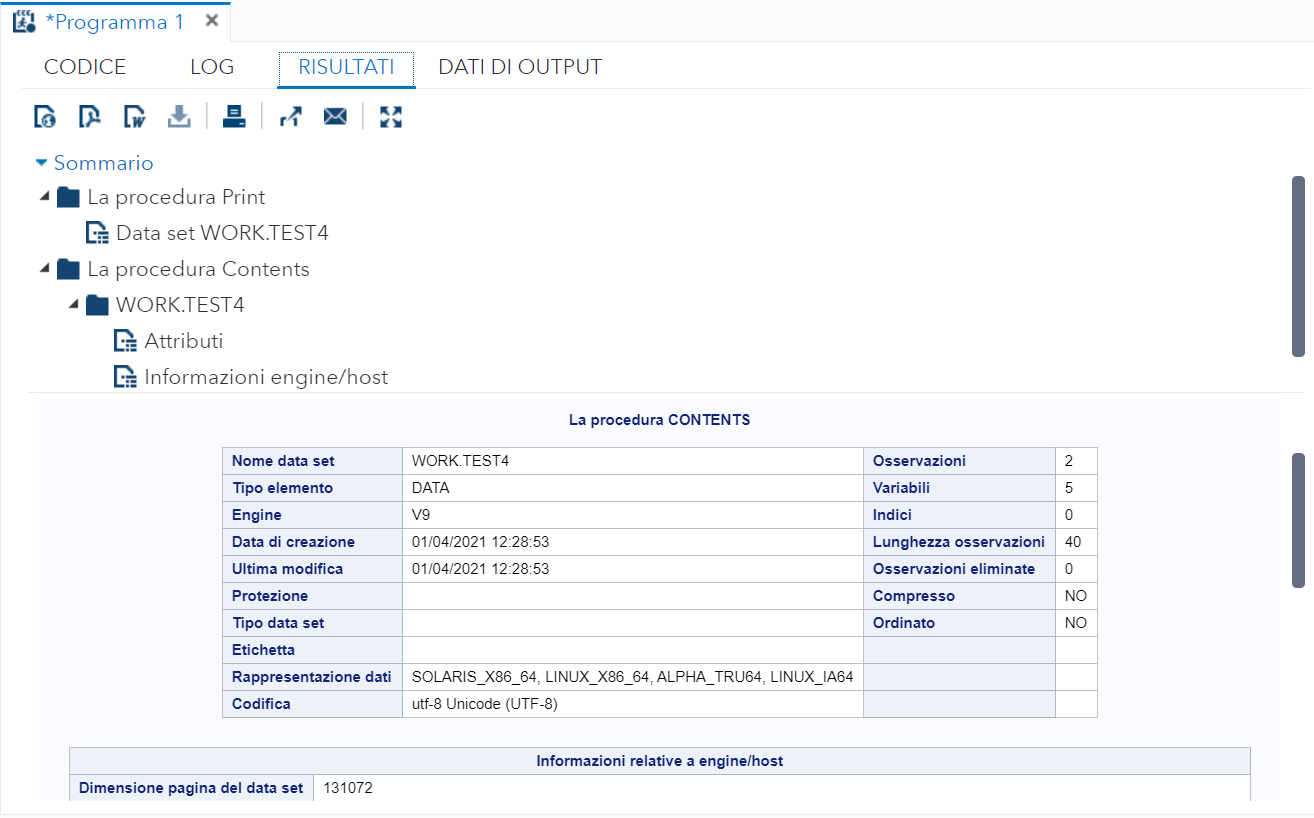 *Programma 1
CODICE LOG RISULTATI DATI DI OUTPUT
Sommario
La procedura Print
Data set WORK.TEST4
La procedura Contents
WORK.TEST4
Attributi
Informazioni engine/host
La procedura CONTENTS
Nome data set WORK.TEST4 Osservazioni 2
Tipo elemento DATA Variabili 5
Engine V9 Indici 0
Data di creazione 01/04/2021 12:28:53 Lunghezza osservazioni 40
Ultima modifica 01/04/2021 12:28:53 Osservazioni eliminate 0
Protezione Compresso NO
Tipo data set Ordinato NO
Etichetta
Rappresentazione dati SOLARIS_X86_64, LINUX_X86_64, ALPHA_TRU64, LINUX_IA64
Codifica utf-8 Unicode (UTF-8)
Informazioni relative a engine/host
Dimensione pagina del data set 131072